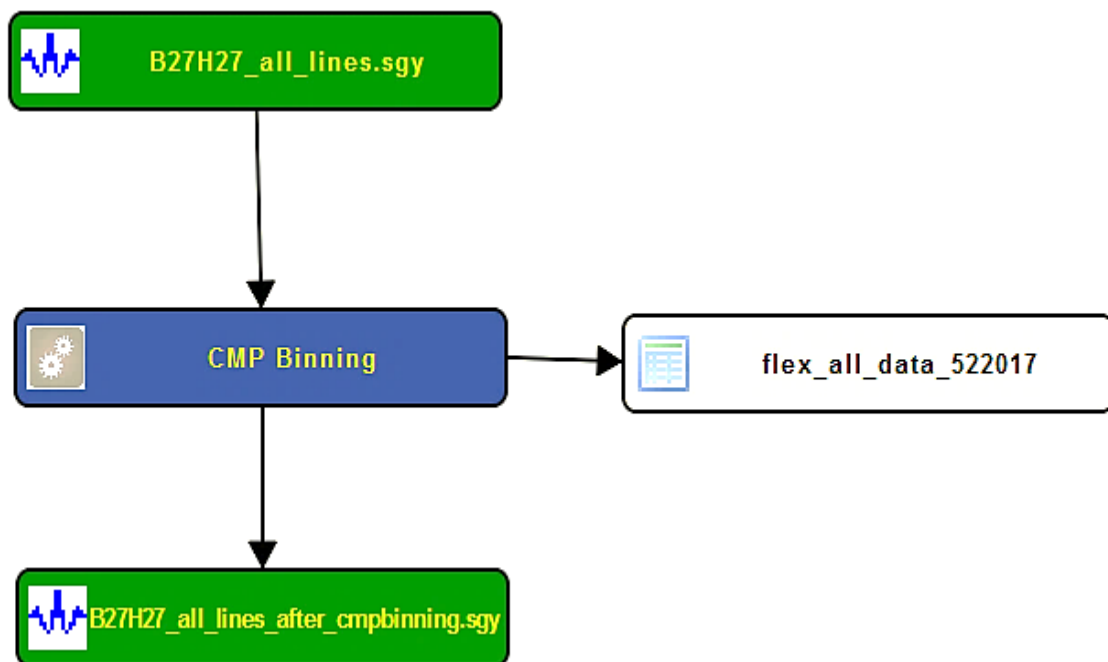 B27H27_all_lines.sgy
CMP Binning
flex_all_data_522017
B27H27_all_lines_after_cmpbinning.sgy